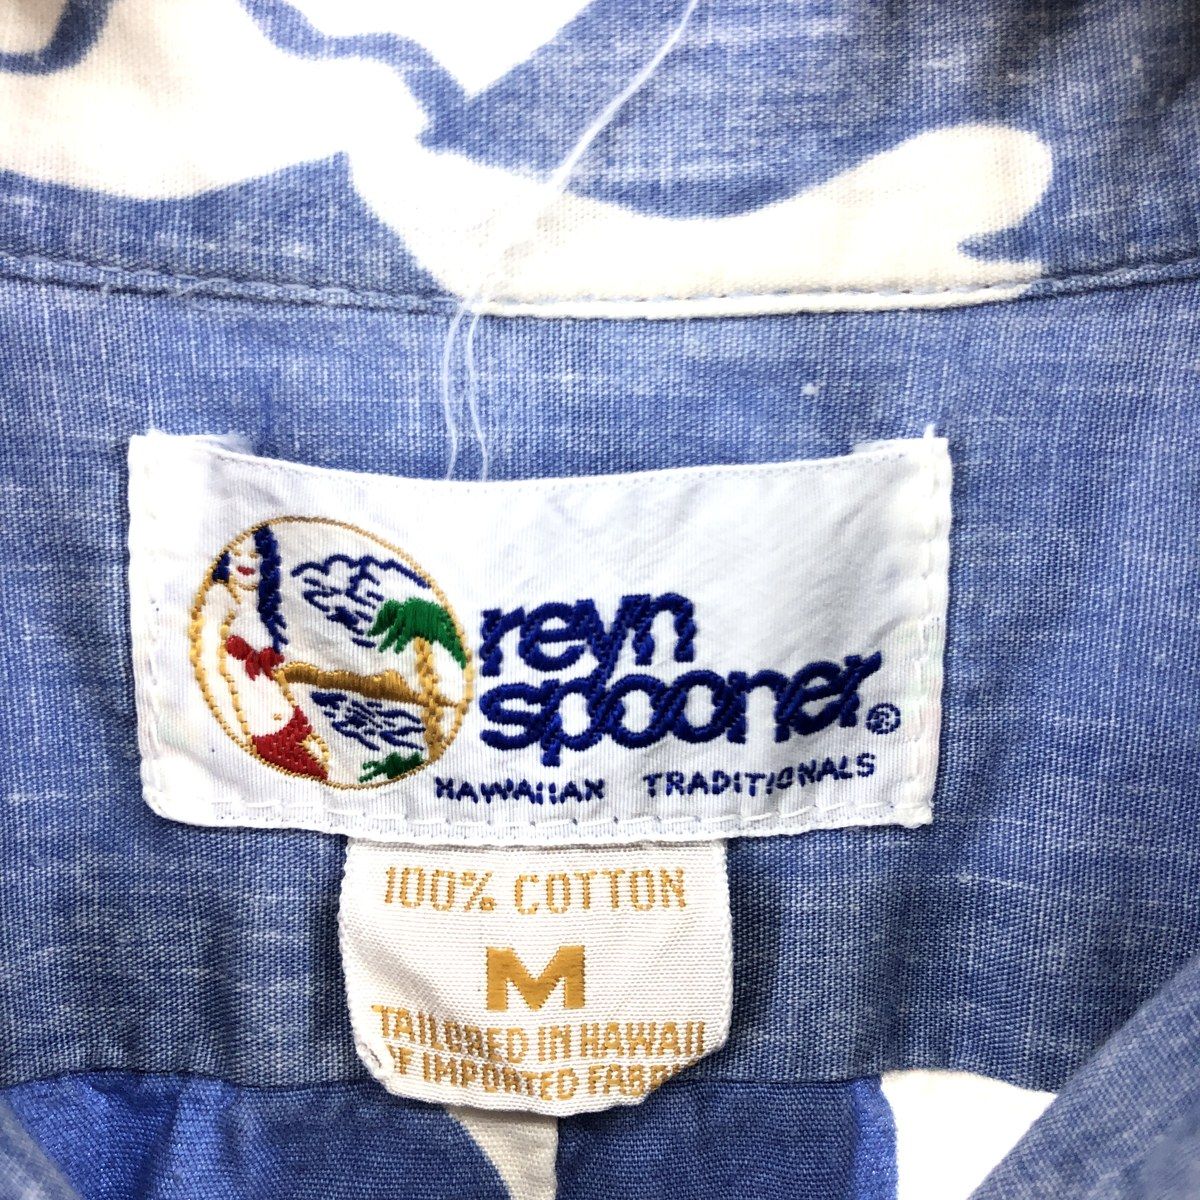 reyn
spooner®
HAWAIIAN TRADITIONALS
100% COTTON
M
TAILORED IN HAWAII
OF IMPORTED FABRIC